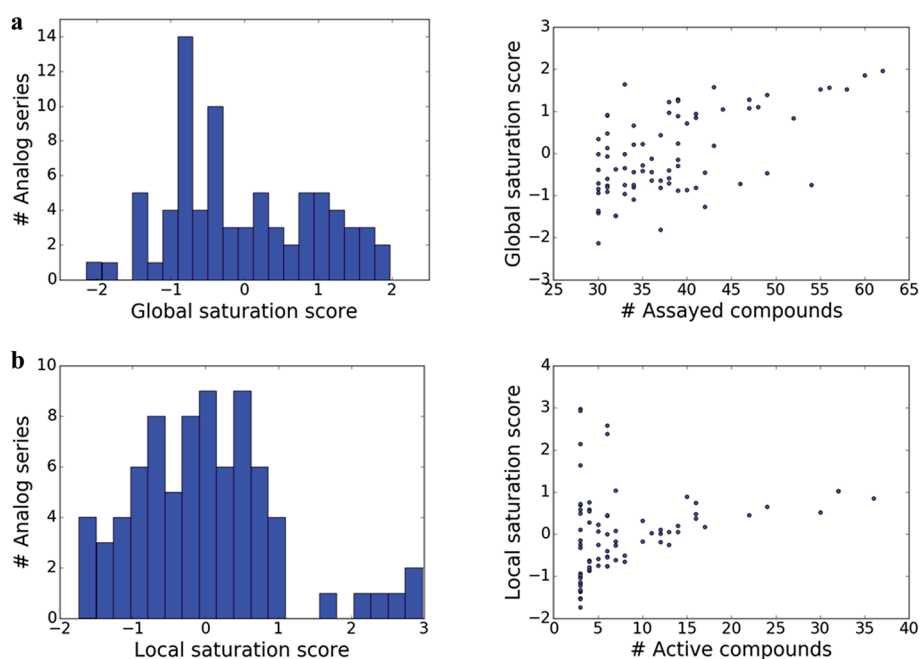 a
# Analog series
14
12
10
8
6
4
2
0
−2 −1 0 1 2
Global saturation score
Global saturation score
3
2
1
0
−1
−2
−3
25 30 35 40 45 50 55 60 65
# Assayed compounds
b
# Analog series
10
8
6
4
2
0
−2 −1 0 1 2 3
Local saturation score
Local saturation score
4
3
2
1
0
−1
−2
0 5 10 15 20 25 30 35 40
# Active compounds